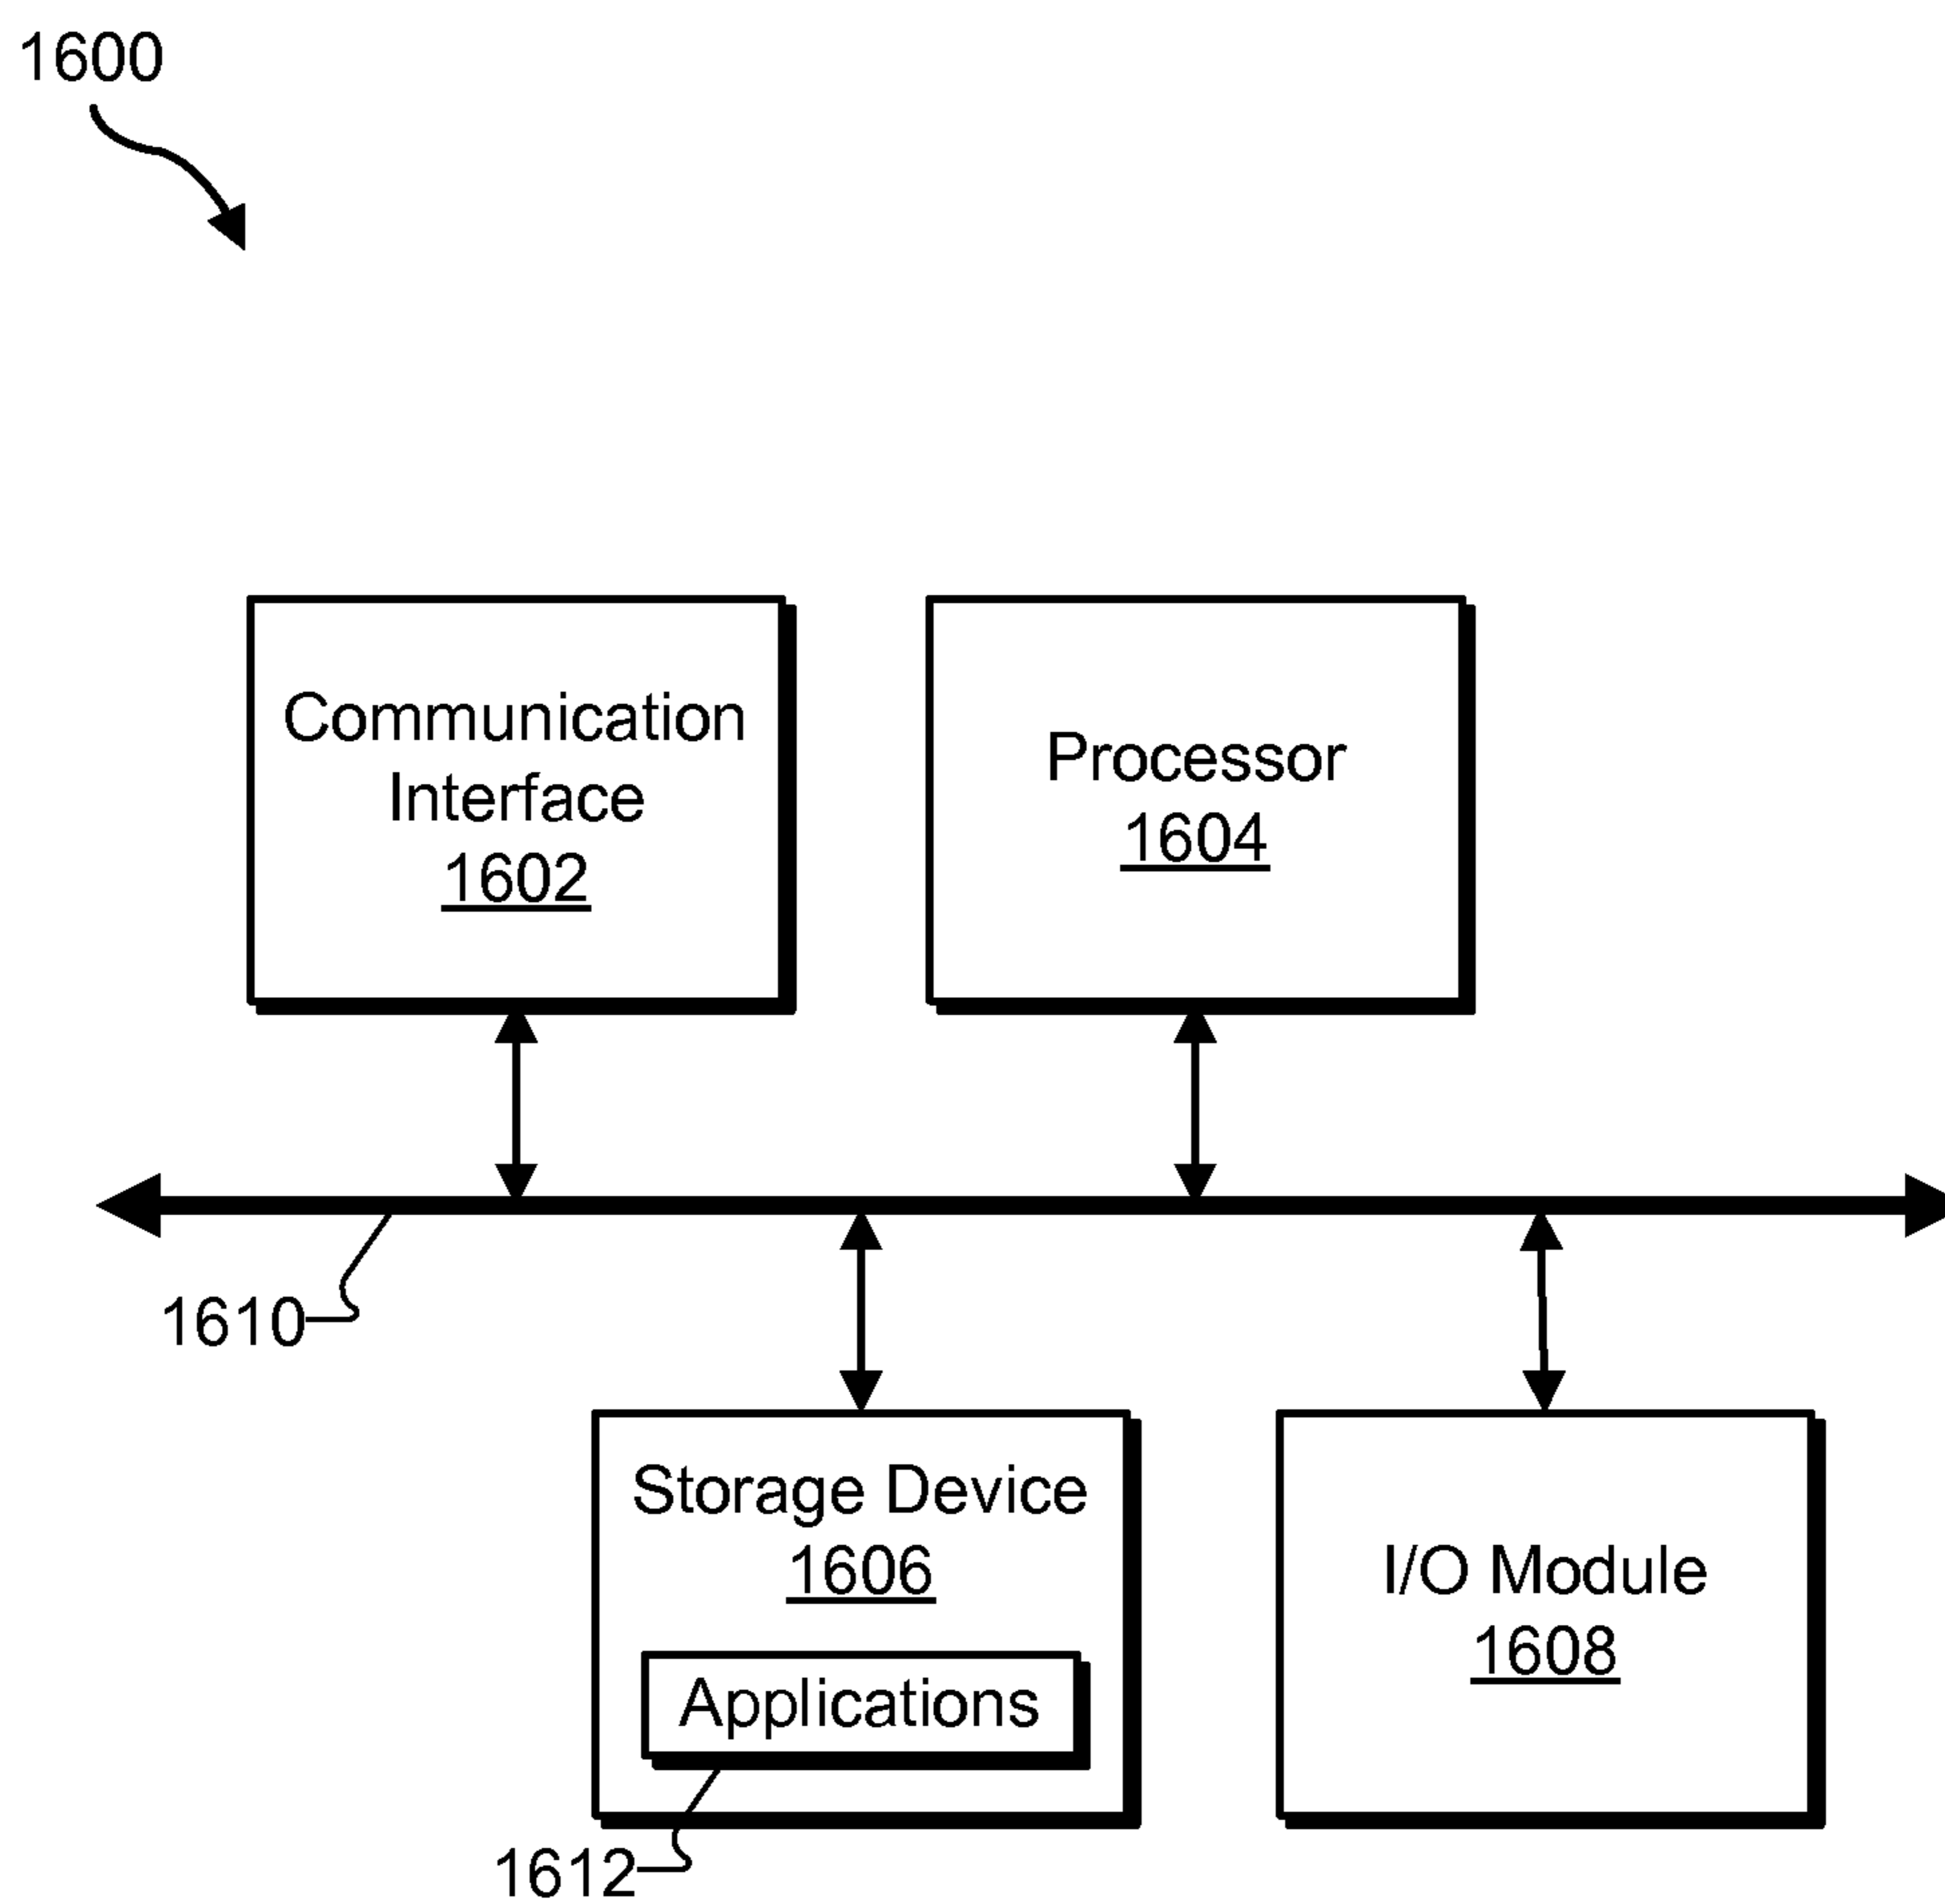 1600
Communication
Interface
1602
Processor
1604
1610
Storage Device
1606
Applications
1612
I/O Module
1608